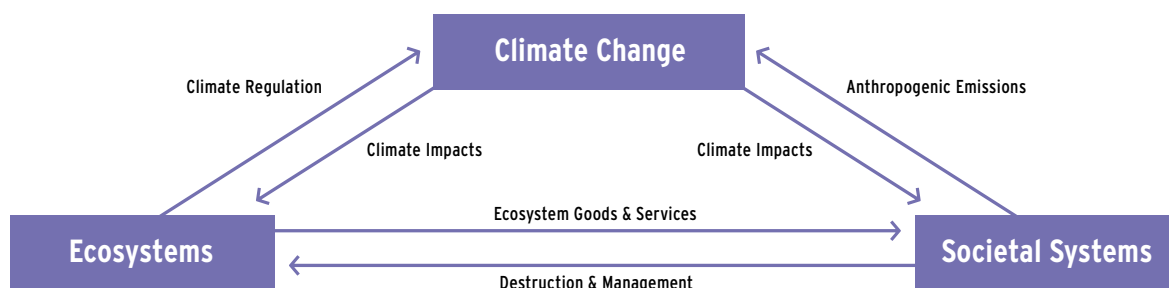 Climate Change
Climate Regulation
Anthropogenic Emissions
Climate Impacts
Climate Impacts
Ecosystem Goods & Services
Ecosystems
Societal Systems
Destruction & Management